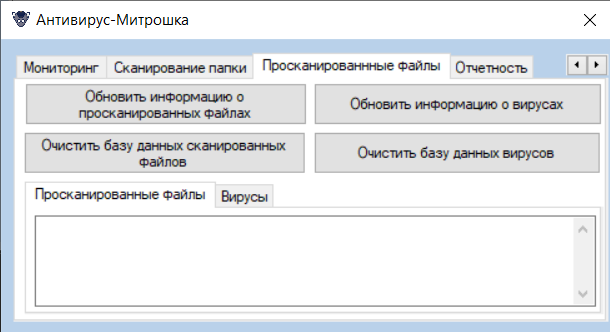 Антивирус-Митрошка
Мониторинг Сканирование папки Просканированнные файлы Отчетность
Обновить информацию о
просканированных файлах
Обновить информацию о вирусах
Очистить базу данных сканированных
файлов
Очистить базу данных вирусов
Просканированные файлы Вирусы